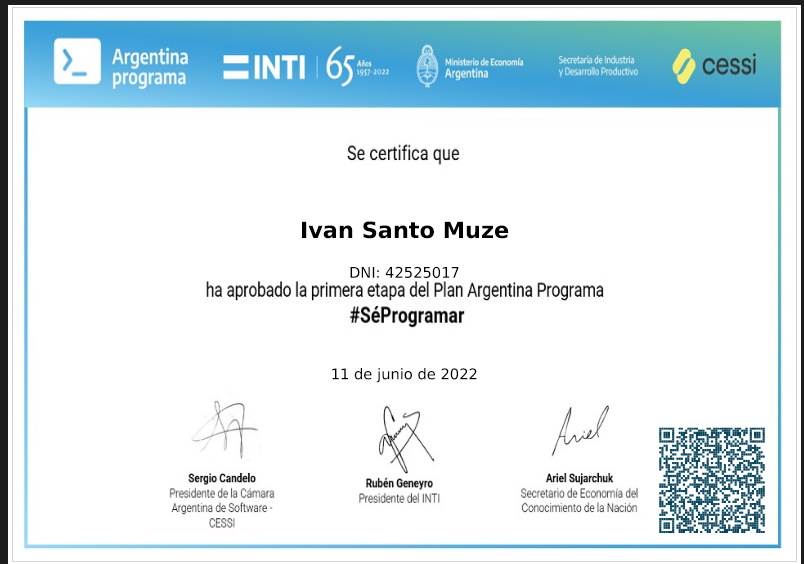 Argentina
programa
INTI
65 Años
1957-2022
Ministerio de Economía
Argentina
Secretaría de Industria
y Desarrollo Productivo
cessi
Se certifica que
Ivan Santo Muze
DNI: 42525017
ha aprobado la primera etapa del Plan Argentina Programa
#SéProgramar
11 de junio de 2022
Ariel
Sergio Candelo
Presidente de la Cámara
Argentina de Software -
CESSI
Rubén Geneyro
Presidente del INTI
Ariel Sujarchuk
Secretario de Economía del
Conocimiento de la Nación